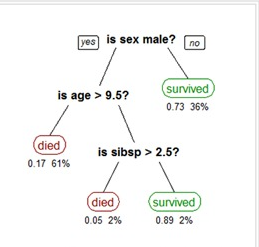 yes is sex male? no
survived
0.73 36%
is age > 9.5?
died
0.17 61%
is sibsp > 2.5?
died survived
0.05 2% 0.89 2%